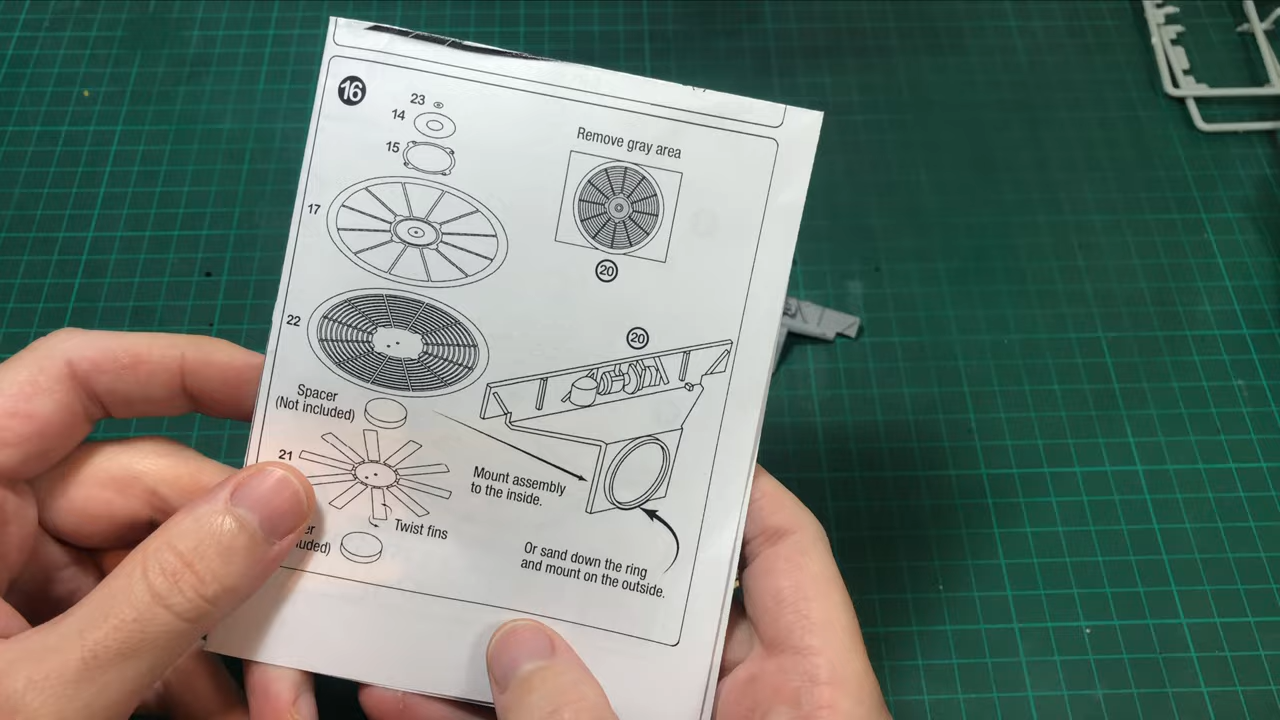 16
23
14
15
17
22
Spacer
(Not included)
21
Twist fins
Remove gray area
20
20
Mount assembly
to the inside.
Or sand down the ring
and mount on the outside.